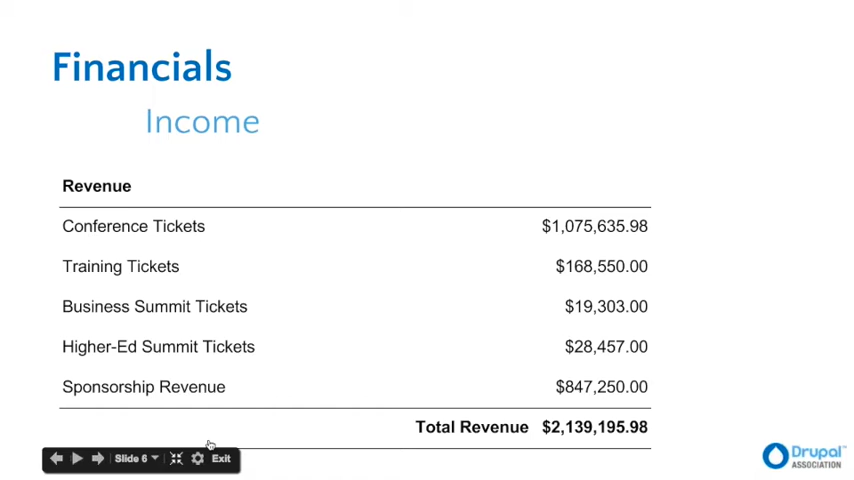 Financials
Income
Revenue
Conference Tickets $1,075,635.98
Training Tickets $168,550.00
Business Summit Tickets $19,303.00
Higher-Ed Summit Tickets $28,457.00
Sponsorship Revenue $847,250.00
Total Revenue $2,139,195.98
Slide 6 Exit
Drupal™
ASSOCIATION